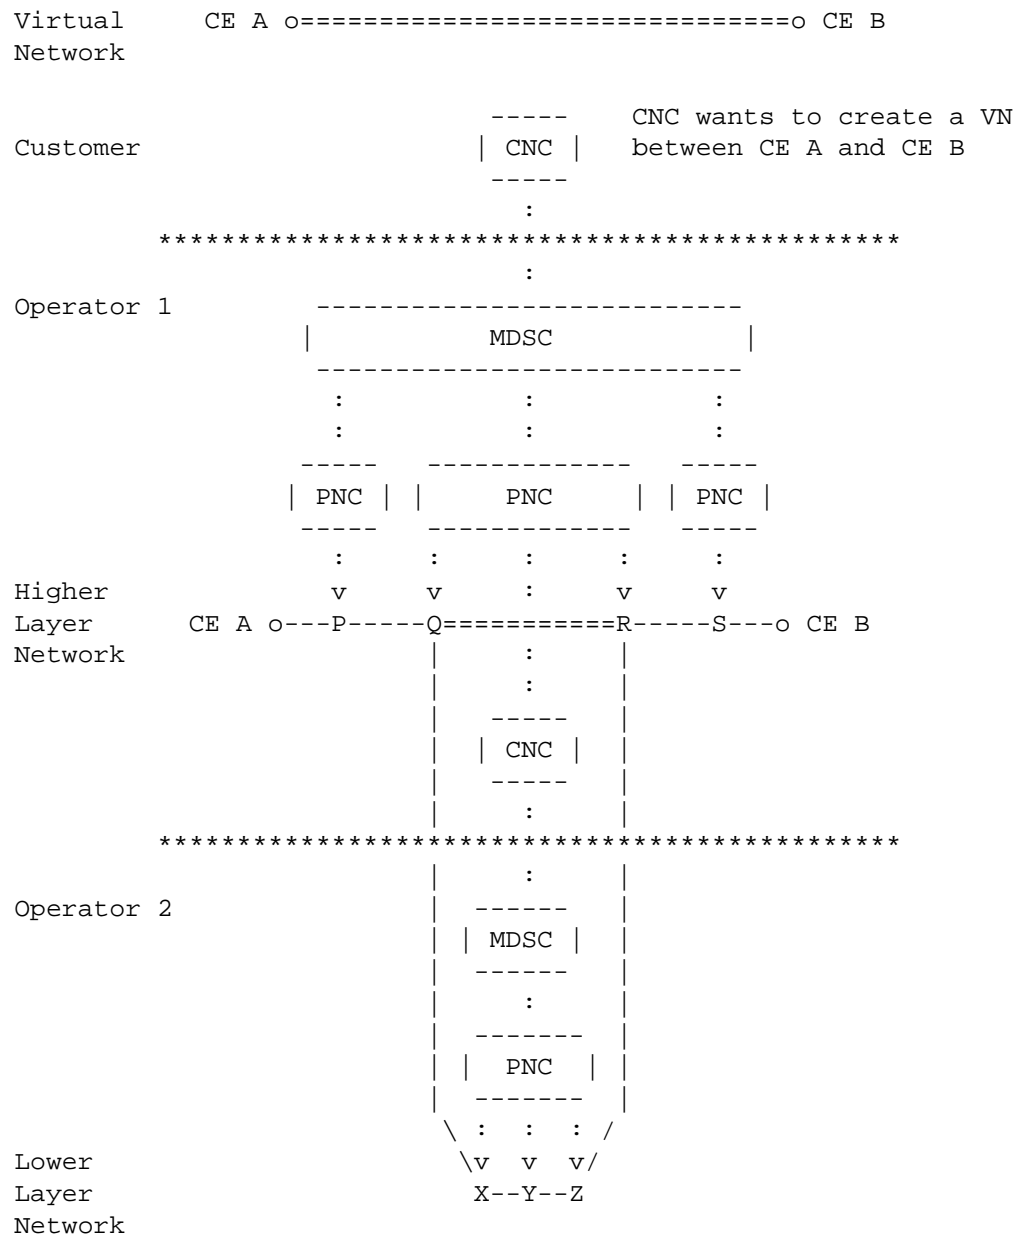 Virtual     CE A o===============================o CE B
Network

                              -----    CNC wants to create a VN
Customer                     | CNC |   between CE A and CE B
                              -----
                                :
         ***********************************************
                                :
Operator 1         ---------------------------
                  |           MDSC            |
                   ---------------------------
                    :           :           :
                    :           :           :
                  -----   -------------   -----
                 | PNC | |     PNC     | | PNC |
                  -----   -------------   -----
                    :     :     :     :     :
Higher              v     v     :     v     v
Layer      CE A o---P-----Q===========R-----S---o CE B
Network                   |     :     |
                          |     :     |
                          |   -----   |
                          |  | CNC |  |
                          |   -----   |
                          |     :     |
         ***********************************************
                          |     :     |
Operator 2                |  ------   |
                          | | MDSC |  |
                          |  ------   |
                          |     :     |
                          |  -------  |
                          | |  PNC  | |
                          |  -------  |
                           \ :  :  : /
Lower                       \v  v  v/
Layer                        X--Y--Z
Network